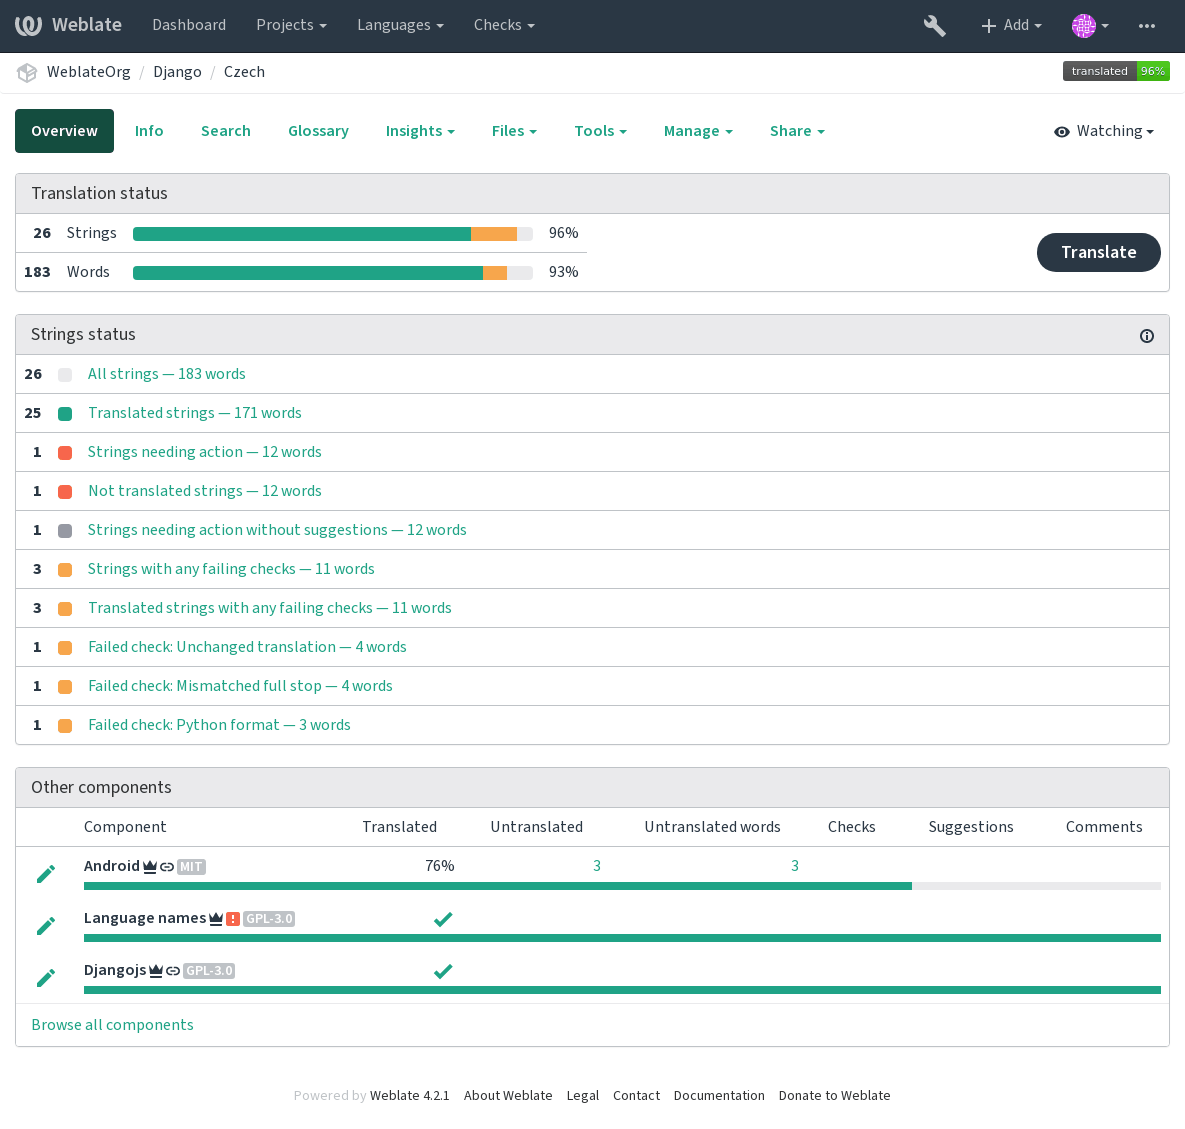 Weblate Dashboard Projects Languages Checks Add
WeblateOrg / Django / Czech translated 96%
Overview Info Search Glossary Insights Files Tools Manage Share Watching
Translation status
26 Strings 96%
183 Words 93%
Translate
Strings status
26 All strings — 183 words
25 Translated strings — 171 words
1 Strings needing action — 12 words
1 Not translated strings — 12 words
1 Strings needing action without suggestions — 12 words
3 Strings with any failing checks — 11 words
3 Translated strings with any failing checks — 11 words
1 Failed check: Unchanged translation — 4 words
1 Failed check: Mismatched full stop — 4 words
1 Failed check: Python format — 3 words
Other components
Component Translated Untranslated Untranslated words Checks Suggestions Comments
Android MIT 76% 3 3
Language names GPL-3.0
Djangojs GPL-3.0
Browse all components
Powered by Weblate 4.2.1 About Weblate Legal Contact Documentation Donate to Weblate